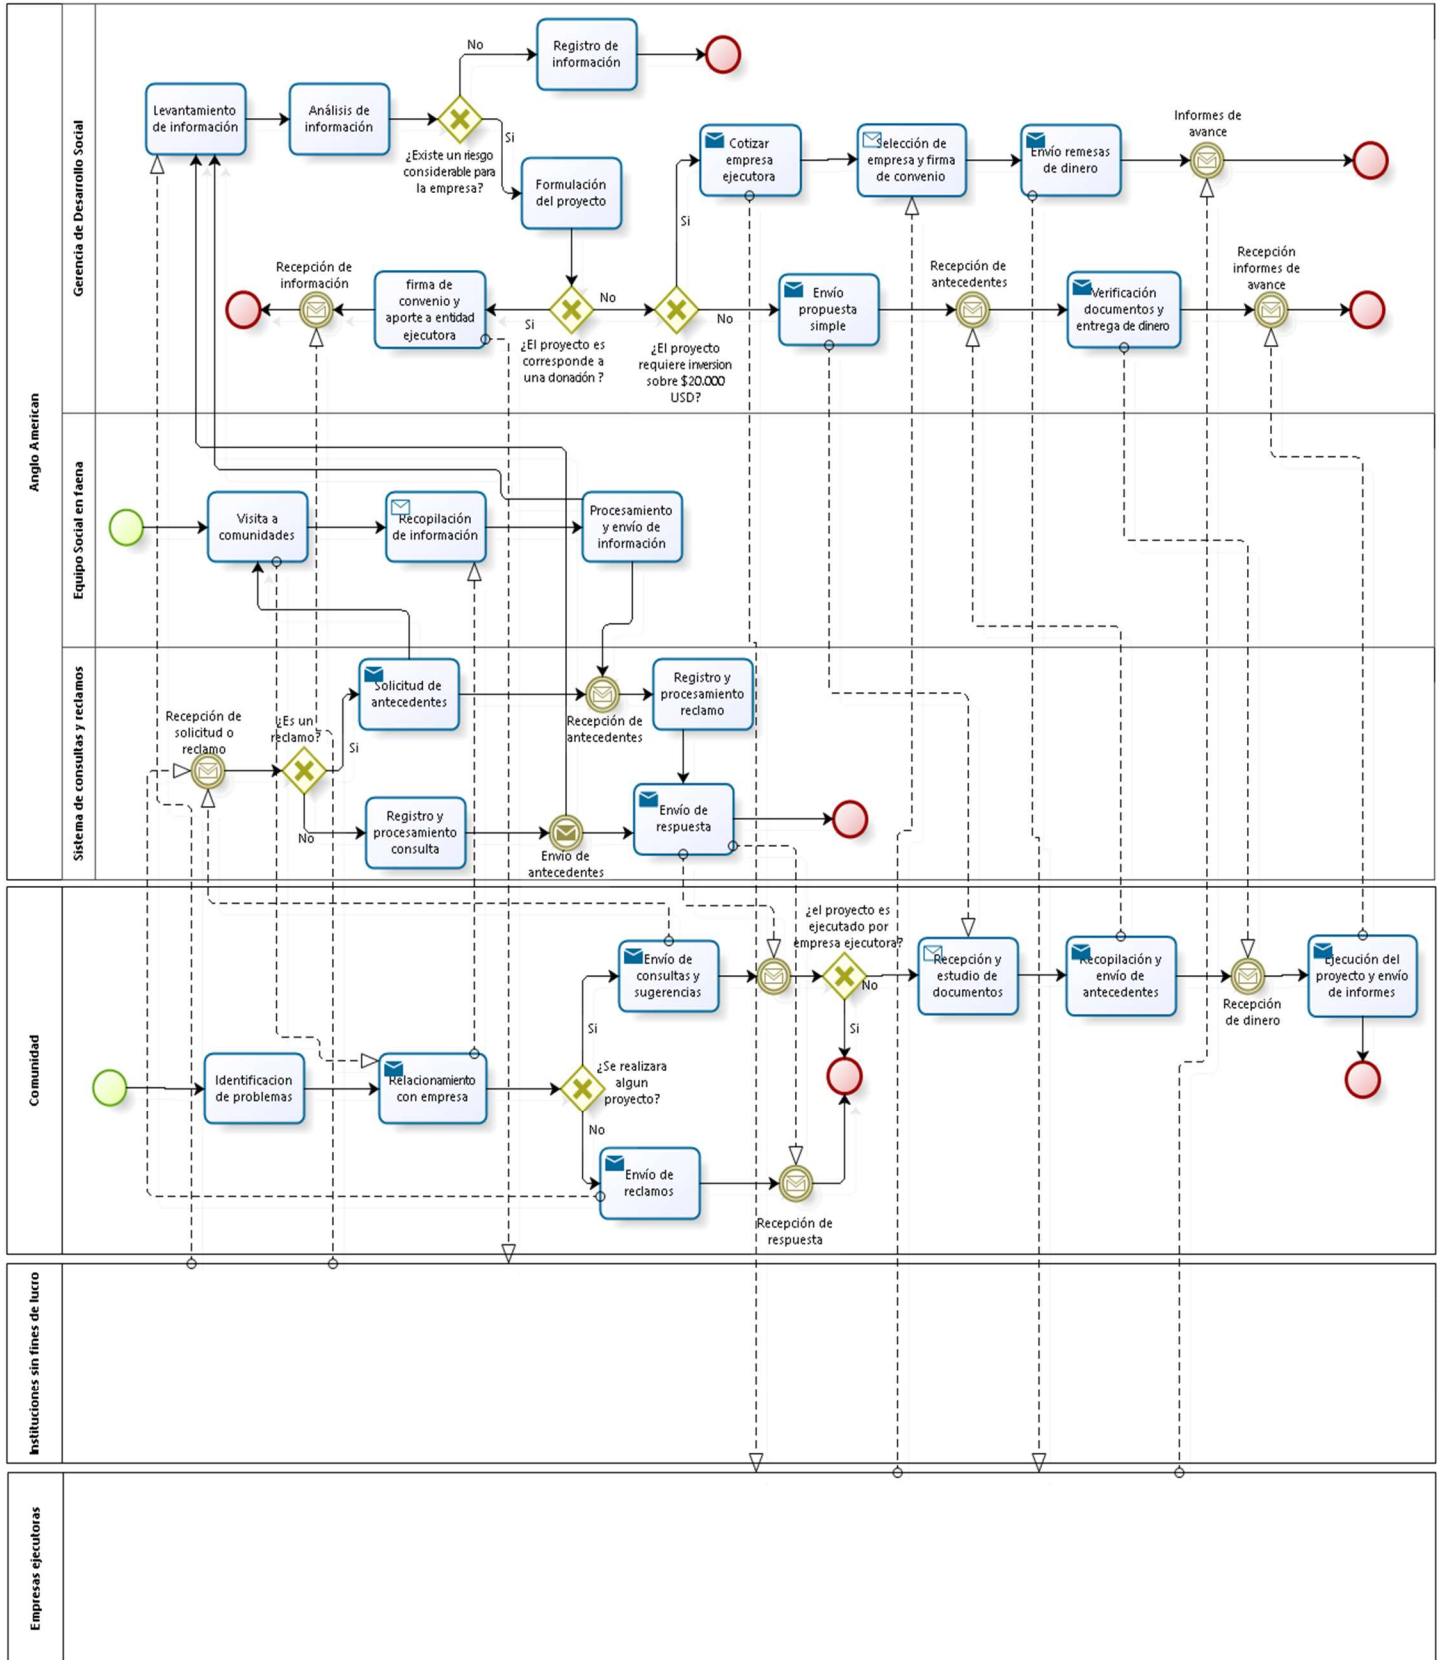 Anglo American
Gerencia de Desarrollo Social
No
Registro de
información
Levantamiento
de información
Análisis de
información
Si
¿Existe un riesgo
considerable para
la empresa?
Formulación
del proyecto
Cotizar
empresa
ejecutora
Selección de
empresa y firma
de convenio
Envío remesas
de dinero
Informes de
avance
Si
Recepción de
información
firma de
convenio y
aporte a entidad
ejecutora
Si
¿El proyecto es
corresponde a
una donación ?
No
No
¿El proyecto
requiere inversion
sobre $20.000
USD?
Envío
propuesta
simple
Recepción de
antecedentes
Verificación
documentos y
entrega de dinero
Recepción
informes de
avance
Equipo Social en faena
Visita a
comunidades
Recopilación
de información
Procesamiento
y envío de
información
Sistema de consultas y reclamos
Recepción de
solicitud o
reclamo
¿Es un
reclamo?
Si
No
Solicitud de
antecedentes
Recepción de
antecedentes
Registro y
procesamiento
reclamo
Registro y
procesamiento
consulta
Envío de
antecedentes
Envío de
respuesta
Comunidad
Identificacion
de problemas
Relacionamiento
con empresa
¿Se realizara
algun
proyecto?
Si
No
Envío de
consultas y
sugerencias
Envío de
reclamos
Recepción de
respuesta
¿el proyecto es
ejecutado por
empresa ejecutora?
No
Si
Recepción y
estudio de
documentos
Recopilación y
envío de
antecedentes
Recepción
de dinero
Ejecución del
proyecto y envío
de informes
Instituciones sin fines de lucro
Empresas ejecutoras